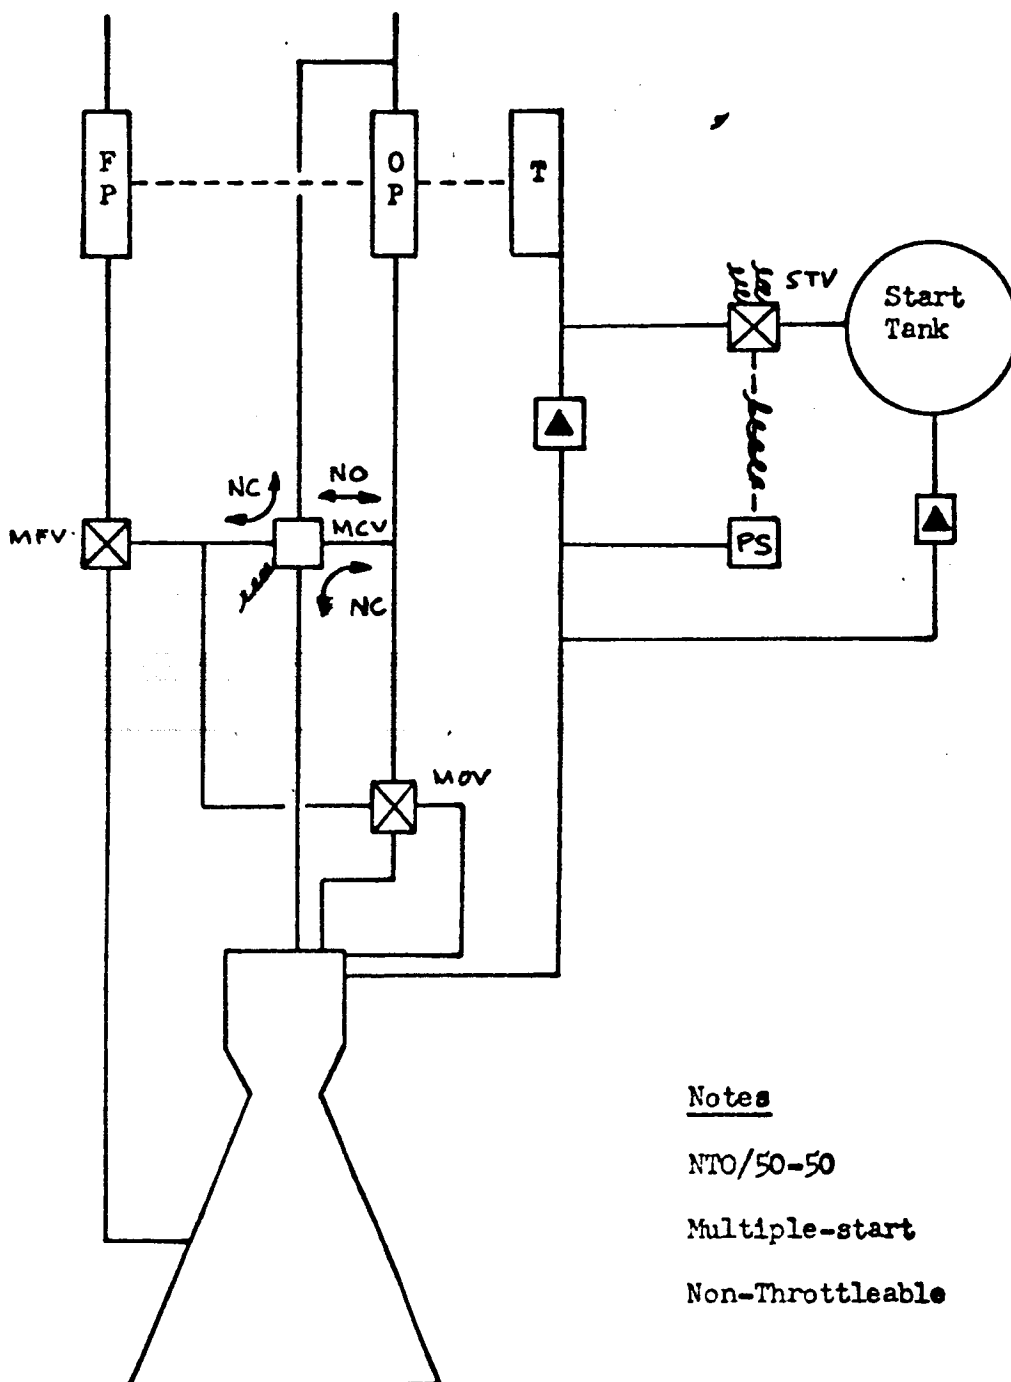 F
P
O
P
T
STV
Start
Tank
NC
NO
MFV
MCV
PS
NC
MOV
Notes
NTO/50-50
Multiple-start
Non-Throttleable